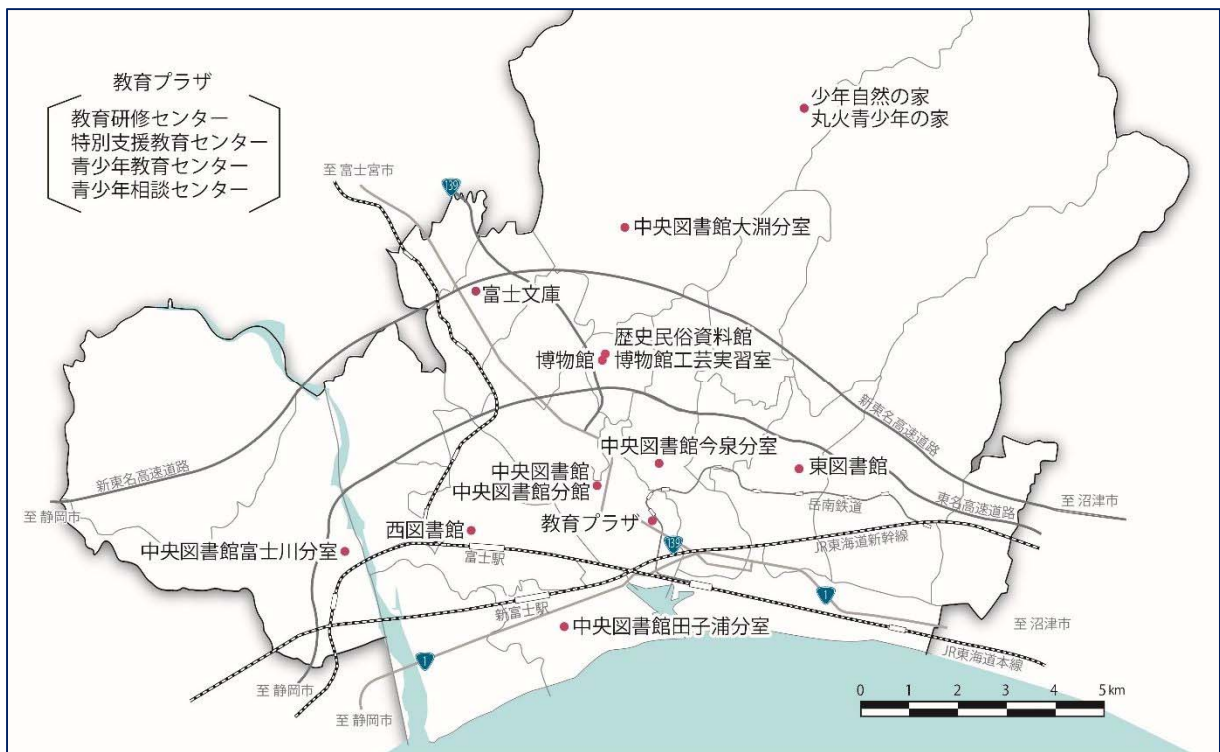 教育プラザ
教育研修センター
特別支援教育センター
青少年教育センター
青少年相談センター
少年自然の家
丸火青少年の家
至 富士宮市
139
中央図書館大淵分室
富士文庫
歴史民俗資料館
博物館
博物館工芸実習室
新東名高速道路
中央図書館今泉分室
新東名高速道路
中央図書館
中央図書館分館
東図書館
至 静岡市
岳南鉄道
東名高速道路
至 沼津市
西図書館
教育プラザ
富士駅
139
JR東海道新幹線
中央図書館富士川分室
新富士駅
1
中央図書館田子浦分室
至 沼津市
JR東海道本線
1
至 静岡市
至 静岡市
0 1 2 3 4 5km